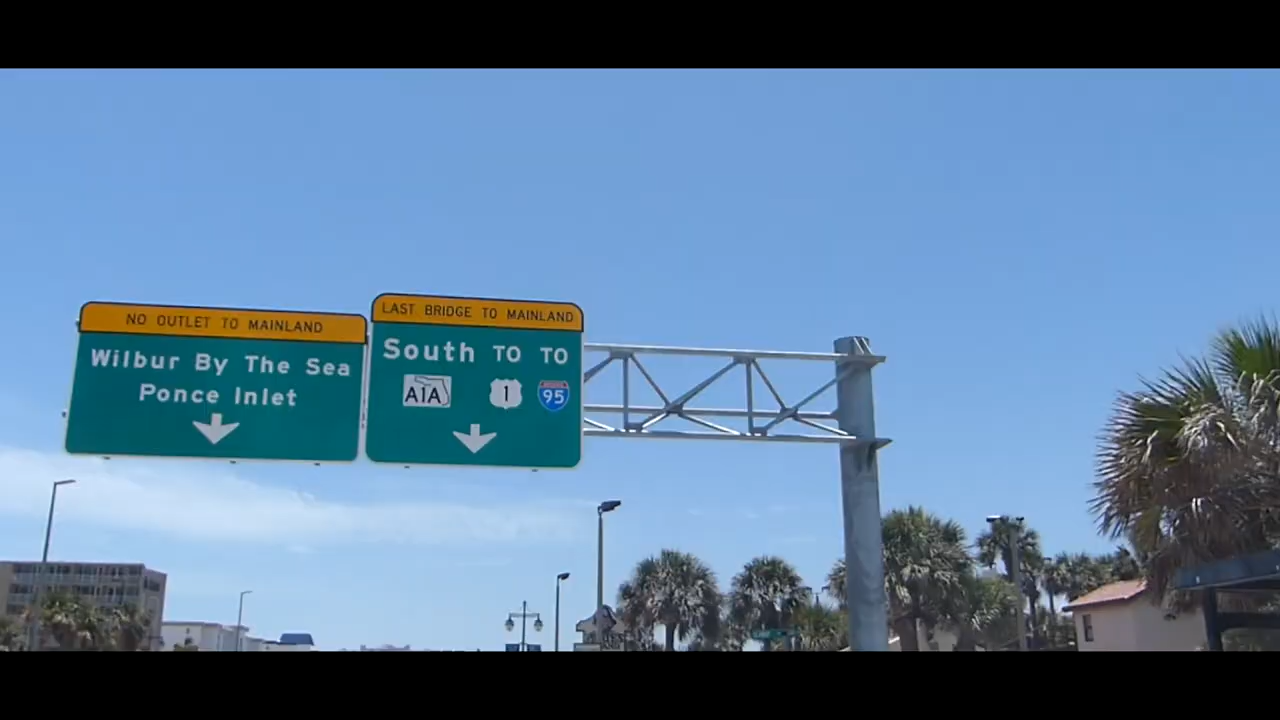 NO OUTLET TO MAINLAND
Wilbur By The Sea
Ponce Inlet
LAST BRIDGE TO MAINLAND
South TO TO
A1A 1 95